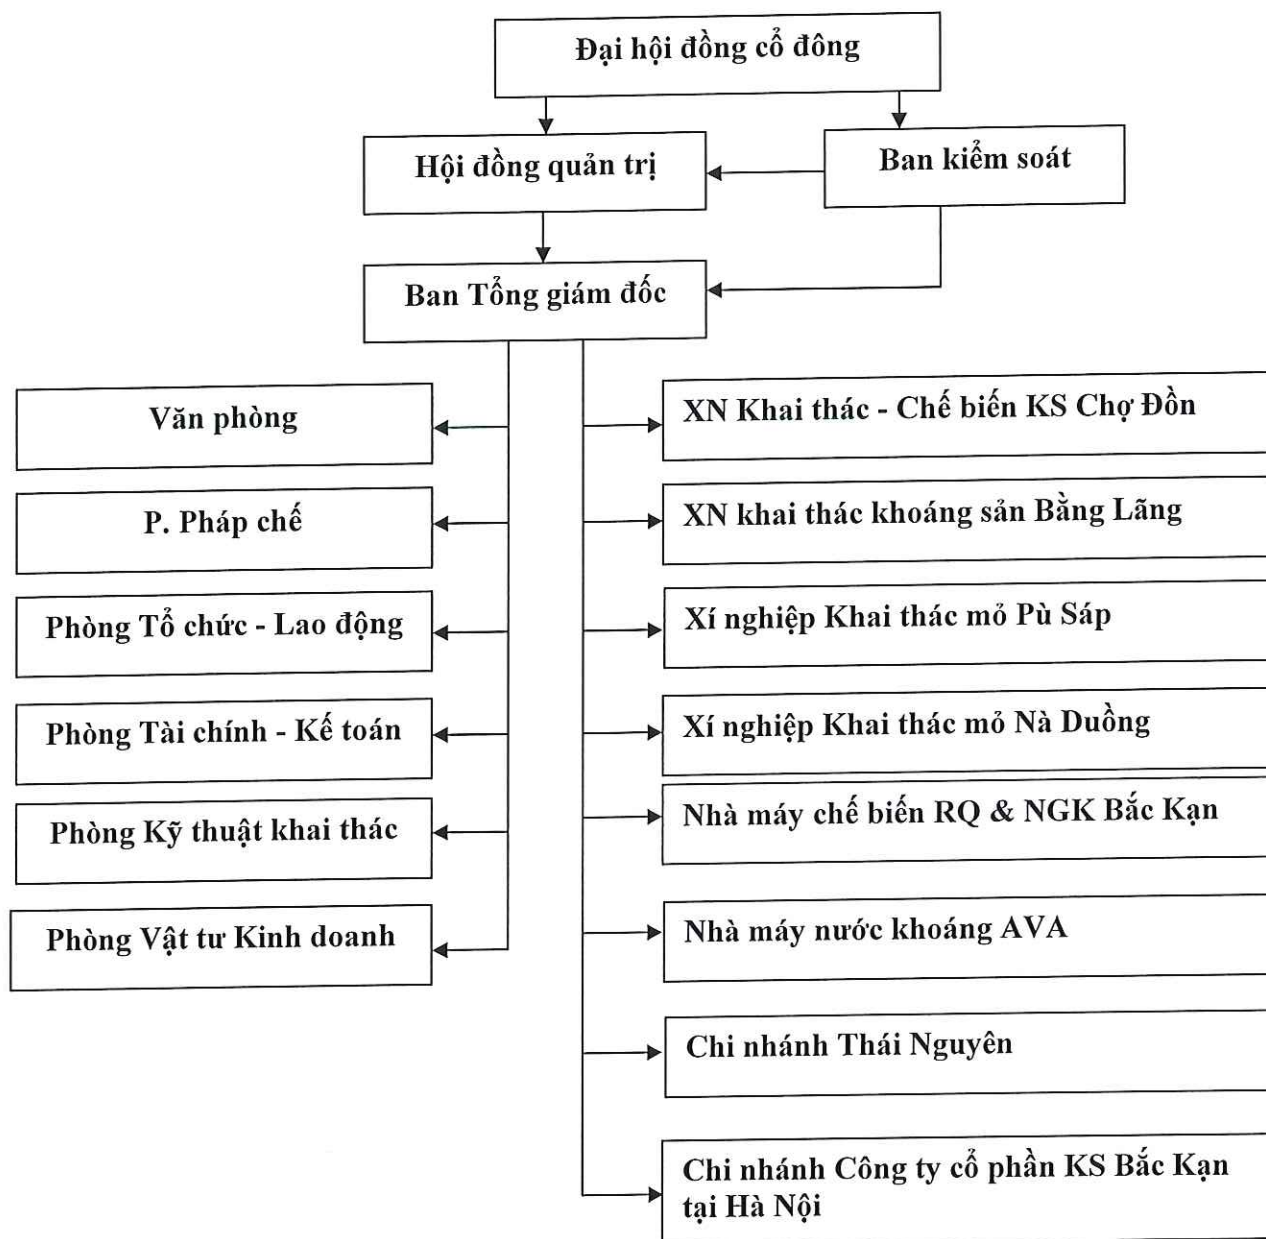 Đại hội đồng cổ đông
Hội đồng quản trị
Ban kiểm soát
Ban Tổng giám đốc
Văn phòng
P. Pháp chế
Phòng Tổ chức - Lao động
Phòng Tài chính - Kế toán
Phòng Kỹ thuật khai thác
Phòng Vật tư Kinh doanh
XN Khai thác - Chế biến KS Chợ Đồn
XN khai thác khoáng sản Bằng Lãng
Xí nghiệp Khai thác mỏ Pù Sáp
Xí nghiệp Khai thác mỏ Nà Duồng
Nhà máy chế biến RQ & NGK Bắc Kạn
Nhà máy nước khoáng AVA
Chi nhánh Thái Nguyên
Chi nhánh Công ty cổ phần KS Bắc Kạn
tại Hà Nội